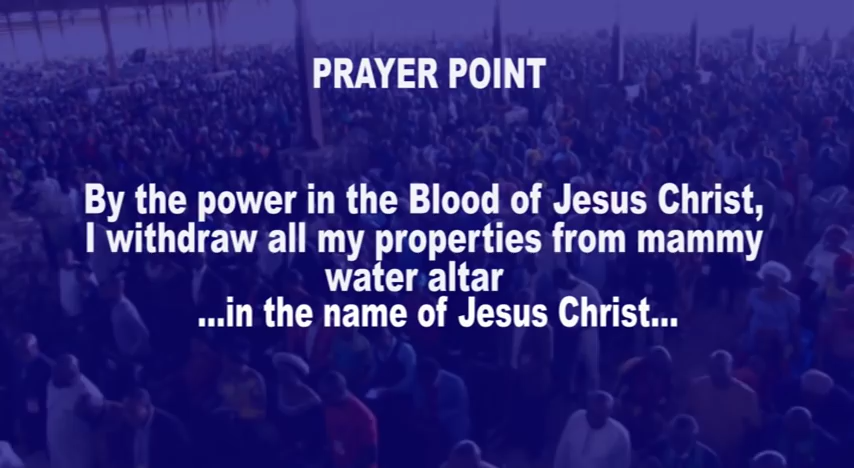 PRAYER POINT
By the power in the Blood of Jesus Christ,
I withdraw all my properties from mammy
water altar
...in the name of Jesus Christ...